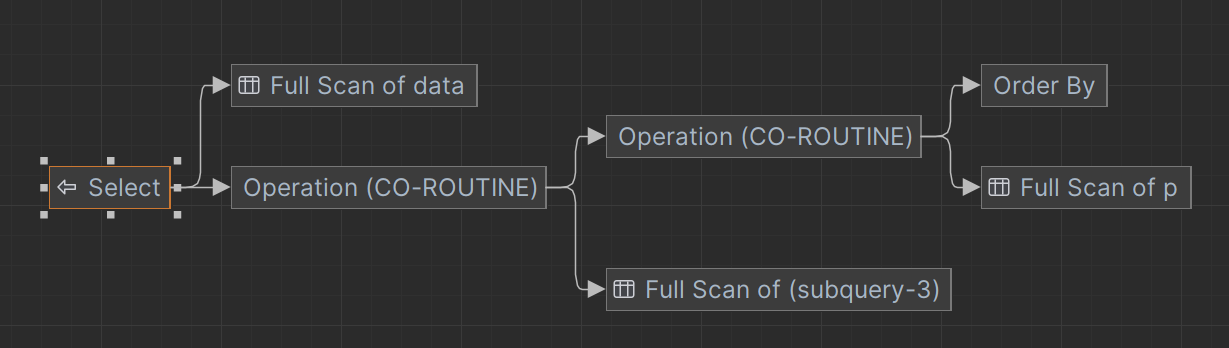 Full Scan of data
Order By
Operation (CO-ROUTINE)
Select
Operation (CO-ROUTINE)
Full Scan of p
Full Scan of (subquery-3)